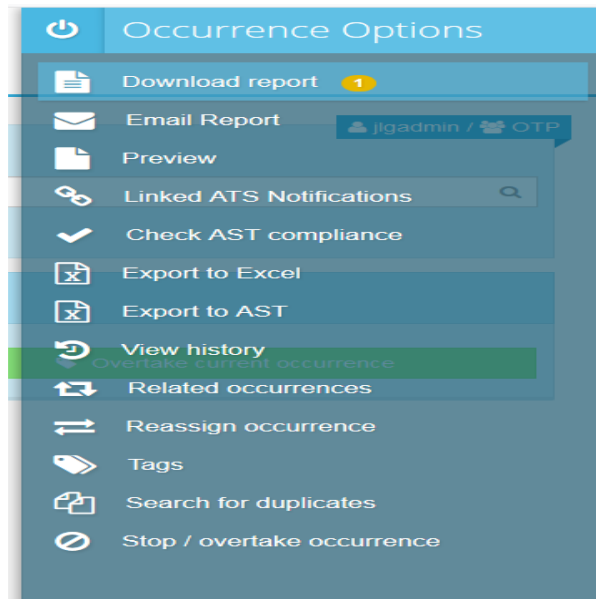 Occurrence Options
Download report 1
Email Report
jlgadmin / OTP
Preview
Linked ATS Notifications
Check AST compliance
Export to Excel
Export to AST
View history
Overtake current occurrence
Related occurrences
Reassign occurrence
Tags
Search for duplicates
Stop / overtake occurrence